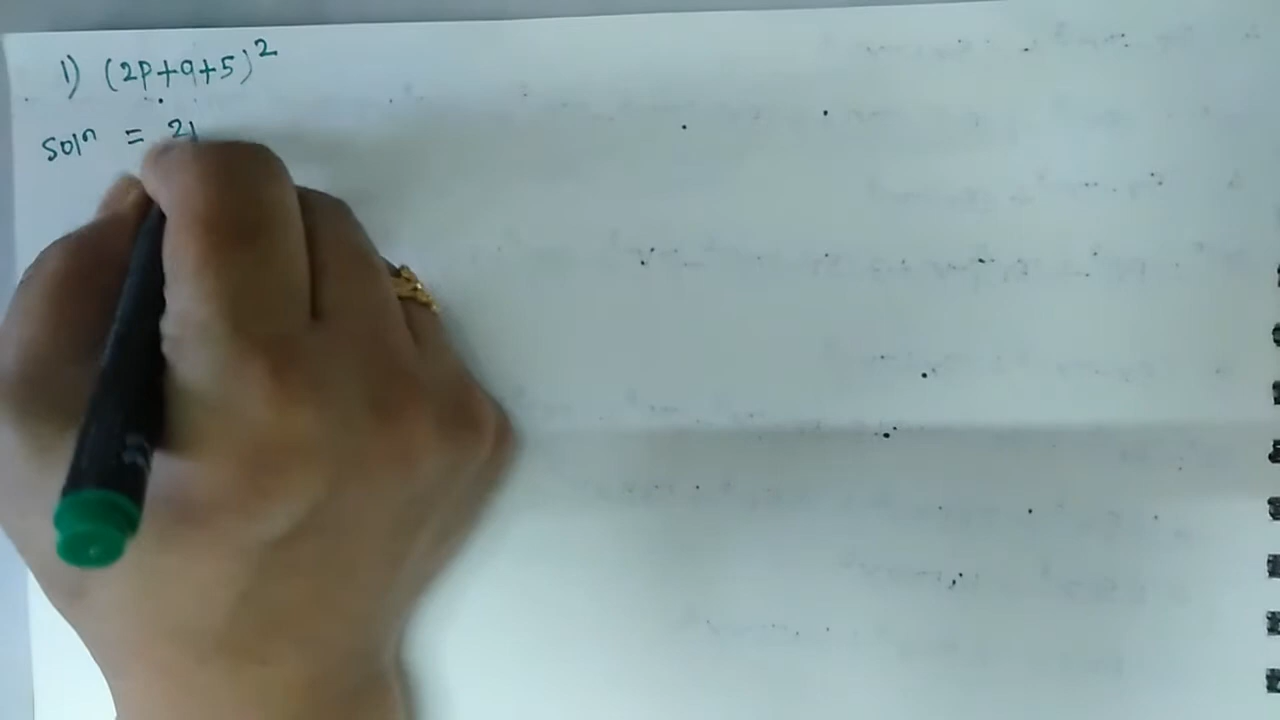 1) (2p+q+5)²
Solⁿ = 2